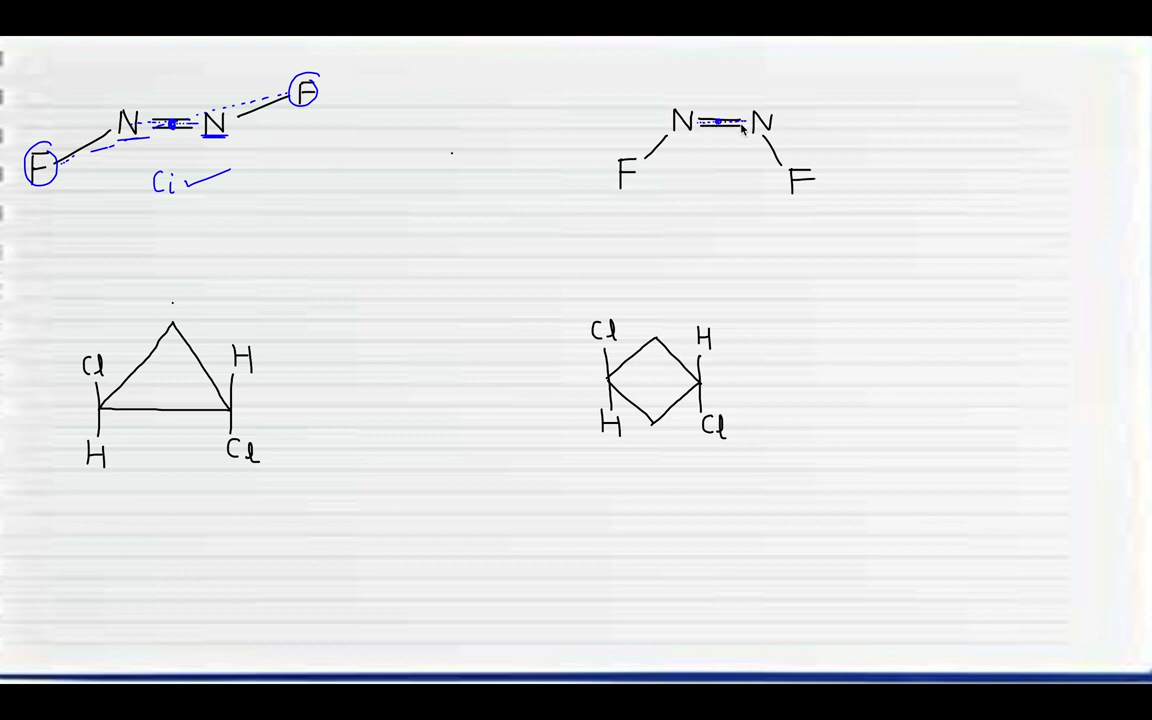 F N = N F
Ci ✓
N = N
F F
Cl H
H Cl
Cl H
H Cl